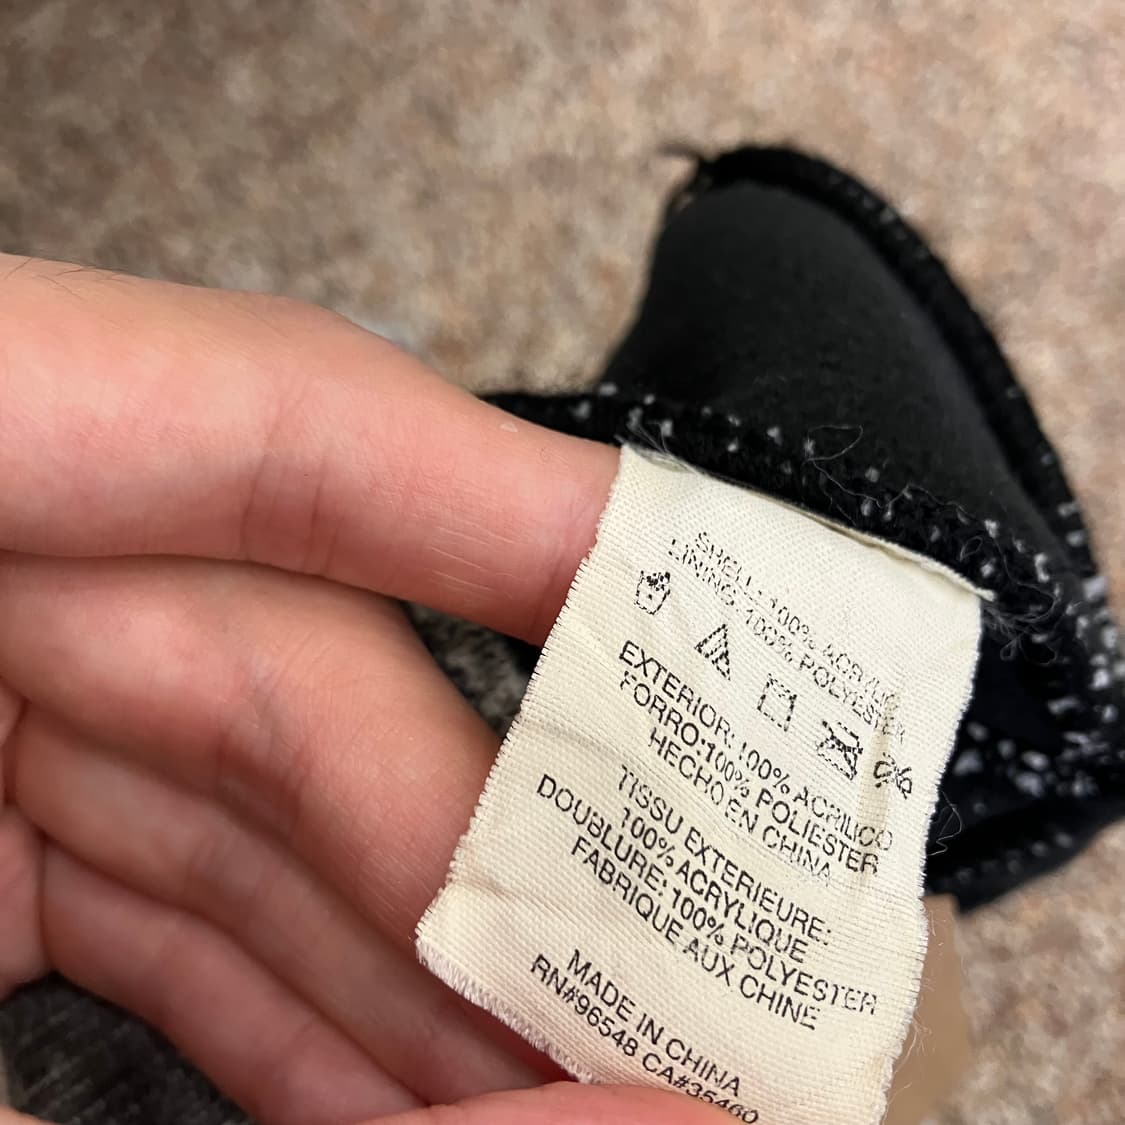 SHELL: 100% ACRYLIC
LINING: 100% POLYESTER
EXTERIOR: 100% ACRILICO
FORRO:100% POLIESTER
HECHO EN CHINA
TISSU EXTERIEURE:
100% ACRYLIQUE
DOUBLURE: 100% POLYESTER
FABRIQUE AUX CHINE
MADE IN CHINA
RN#96548 CA#35460